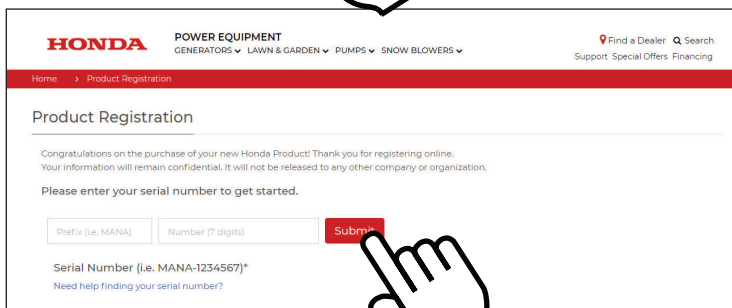 HONDA
POWER EQUIPMENT
GENERATORS LAWN & GARDEN PUMPS SNOW BLOWERS
Find a Dealer Search
Support Special Offers Financing
Home > Product Registration
Product Registration
Congratulations on the purchase of your new Honda Product! Thank you for registering online.
Your information will remain confidential. It will not be released to any other company or organization.
Please enter your serial number to get started.
Prefix (i.e. MANA) Number (7 digits) Submit
Serial Number (i.e. MANA-1234567)*
Need help finding your serial number?